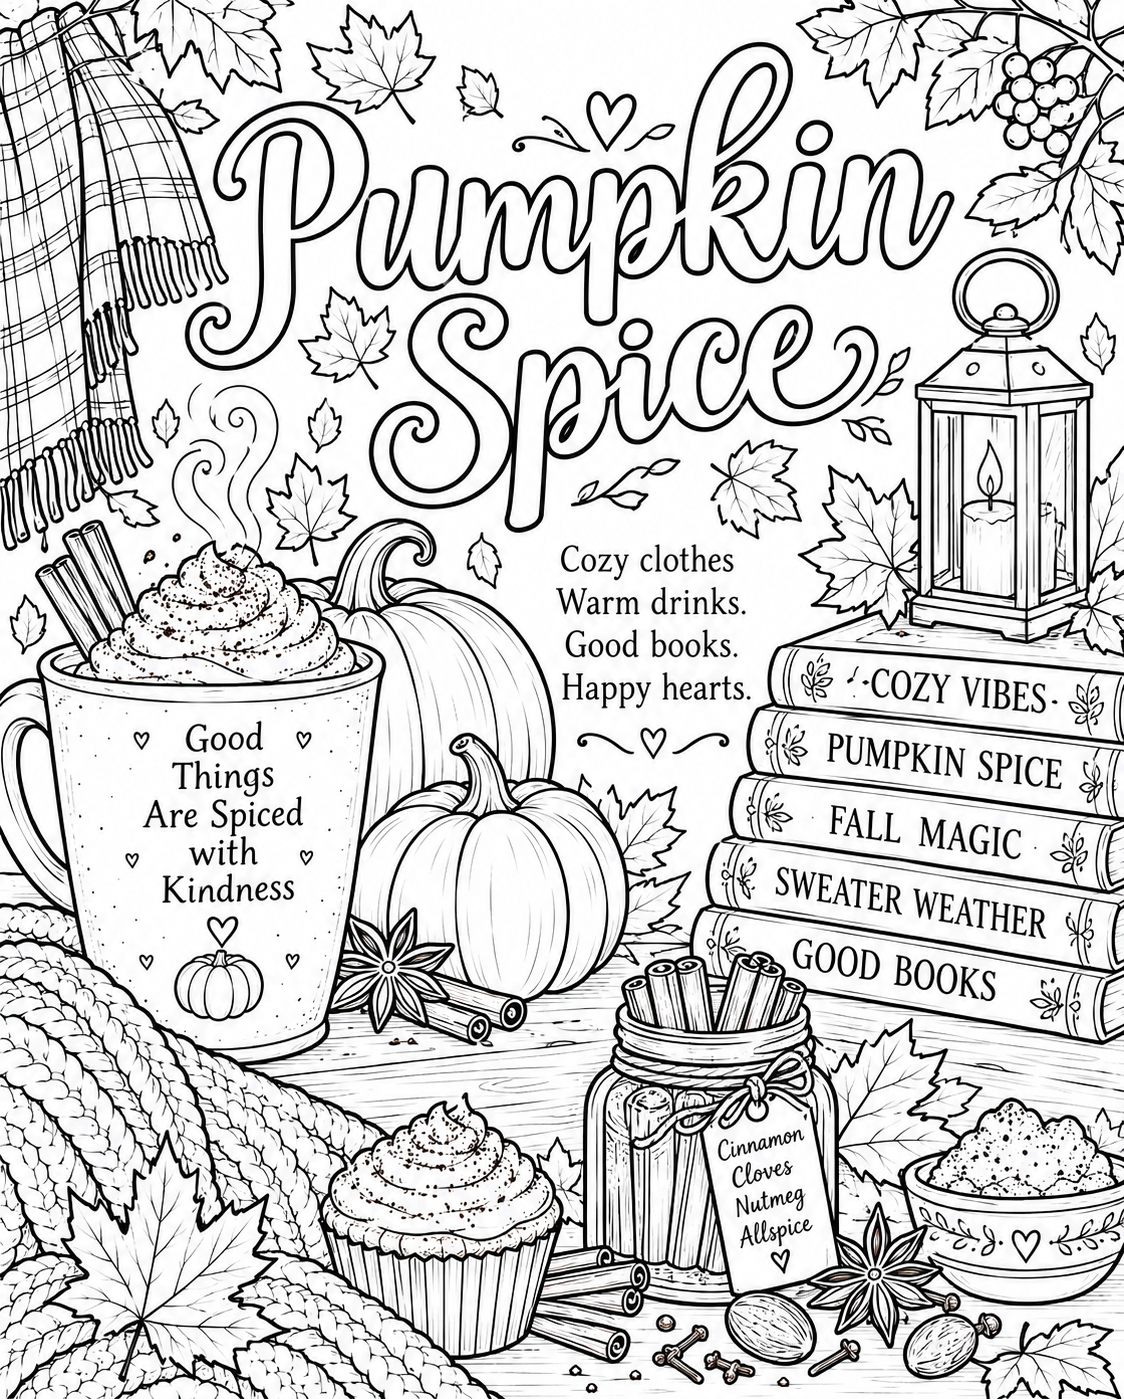 Pumpkin
Spice
Cozy clothes
Warm drinks.
Good books.
Happy hearts.
Good
Things
Are Spiced
with
Kindness
·COZY VIBES·
PUMPKIN SPICE
FALL MAGIC
SWEATER WEATHER
GOOD BOOKS
Cinnamon
Cloves
Nutmeg
Allspice